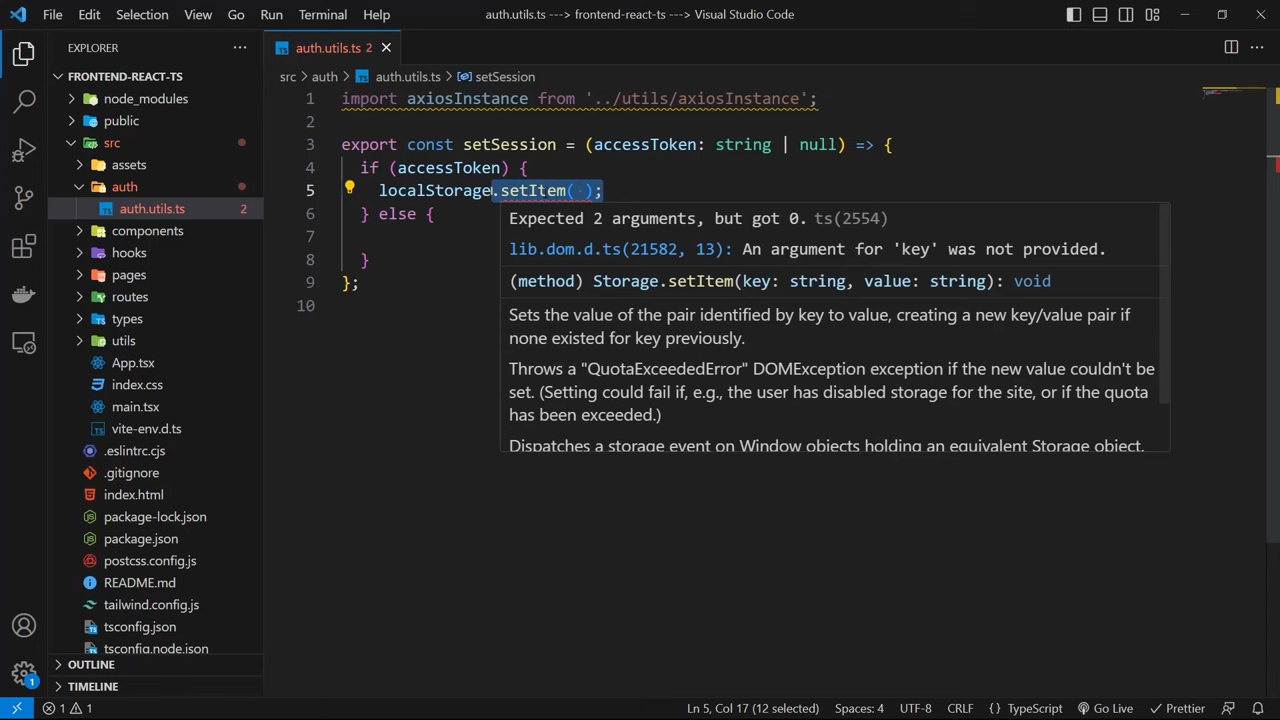 File Edit Selection View Go Run Terminal Help
auth.utils.ts ---> frontend-react-ts ---> Visual Studio Code
EXPLORER
FRONTEND-REACT-TS
node_modules
public
src
assets
auth
auth.utils.ts 2
components
hooks
pages
routes
types
utils
App.tsx
index.css
main.tsx
vite-env.d.ts
.eslintrc.cjs
.gitignore
index.html
package-lock.json
package.json
postcss.config.js
README.md
tailwind.config.js
tsconfig.json
tsconfig.node.json
OUTLINE
TIMELINE
1
TS auth.utils.ts 2
src > auth > TS auth.utils.ts > setSession
1 import axiosInstance from '../utils/axiosInstance';
2
3 export const setSession = (accessToken: string | null) => {
4 if (accessToken) {
5 localStorage.setItem( );
6 } else {
7
8 }
9 };
10
Expected 2 arguments, but got 0. ts(2554)
lib.dom.d.ts(21582, 13): An argument for 'key' was not provided.
(method) Storage.setItem(key: string, value: string): void
Sets the value of the pair identified by key to value, creating a new key/value pair if
none existed for key previously.
Throws a "QuotaExceededError" DOMException exception if the new value couldn't be
set. (Setting could fail if, e.g., the user has disabled storage for the site, or if the quota
has been exceeded.)
Dispatches a storage event on Window objects holding an equivalent Storage object.
1 1 Ln 5, Col 17 (12 selected) Spaces: 4 UTF-8 CRLF {} TypeScript Go Live Prettier